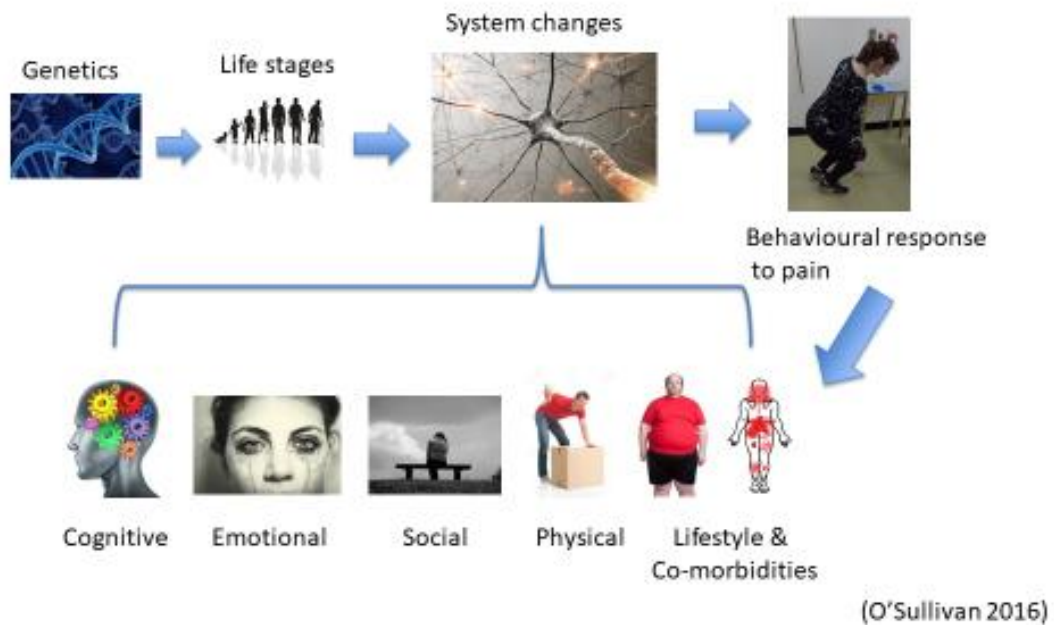 System changes
Genetics
Life stages
Behavioural response
to pain
Cognitive
Emotional
Social
Physical
Lifestyle &
Co-morbidities
(O'Sullivan 2016)